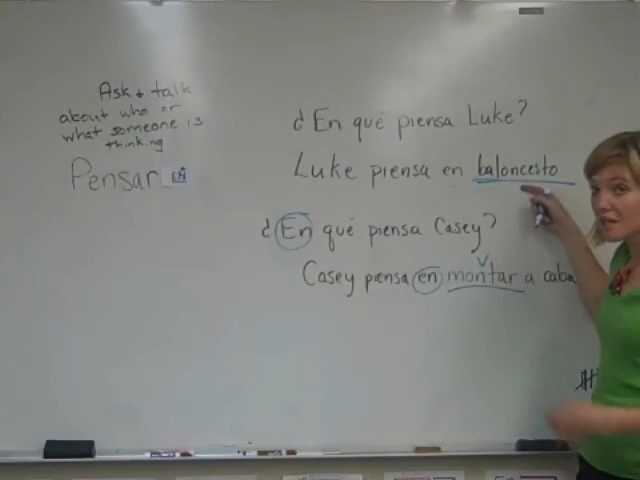 Ask + talk
about who or
what someone is
thinking
Pensar EN
¿En qué piensa Luke?
Luke piensa en baloncesto
¿En qué piensa Casey?
V
Casey piensa en montar a caba